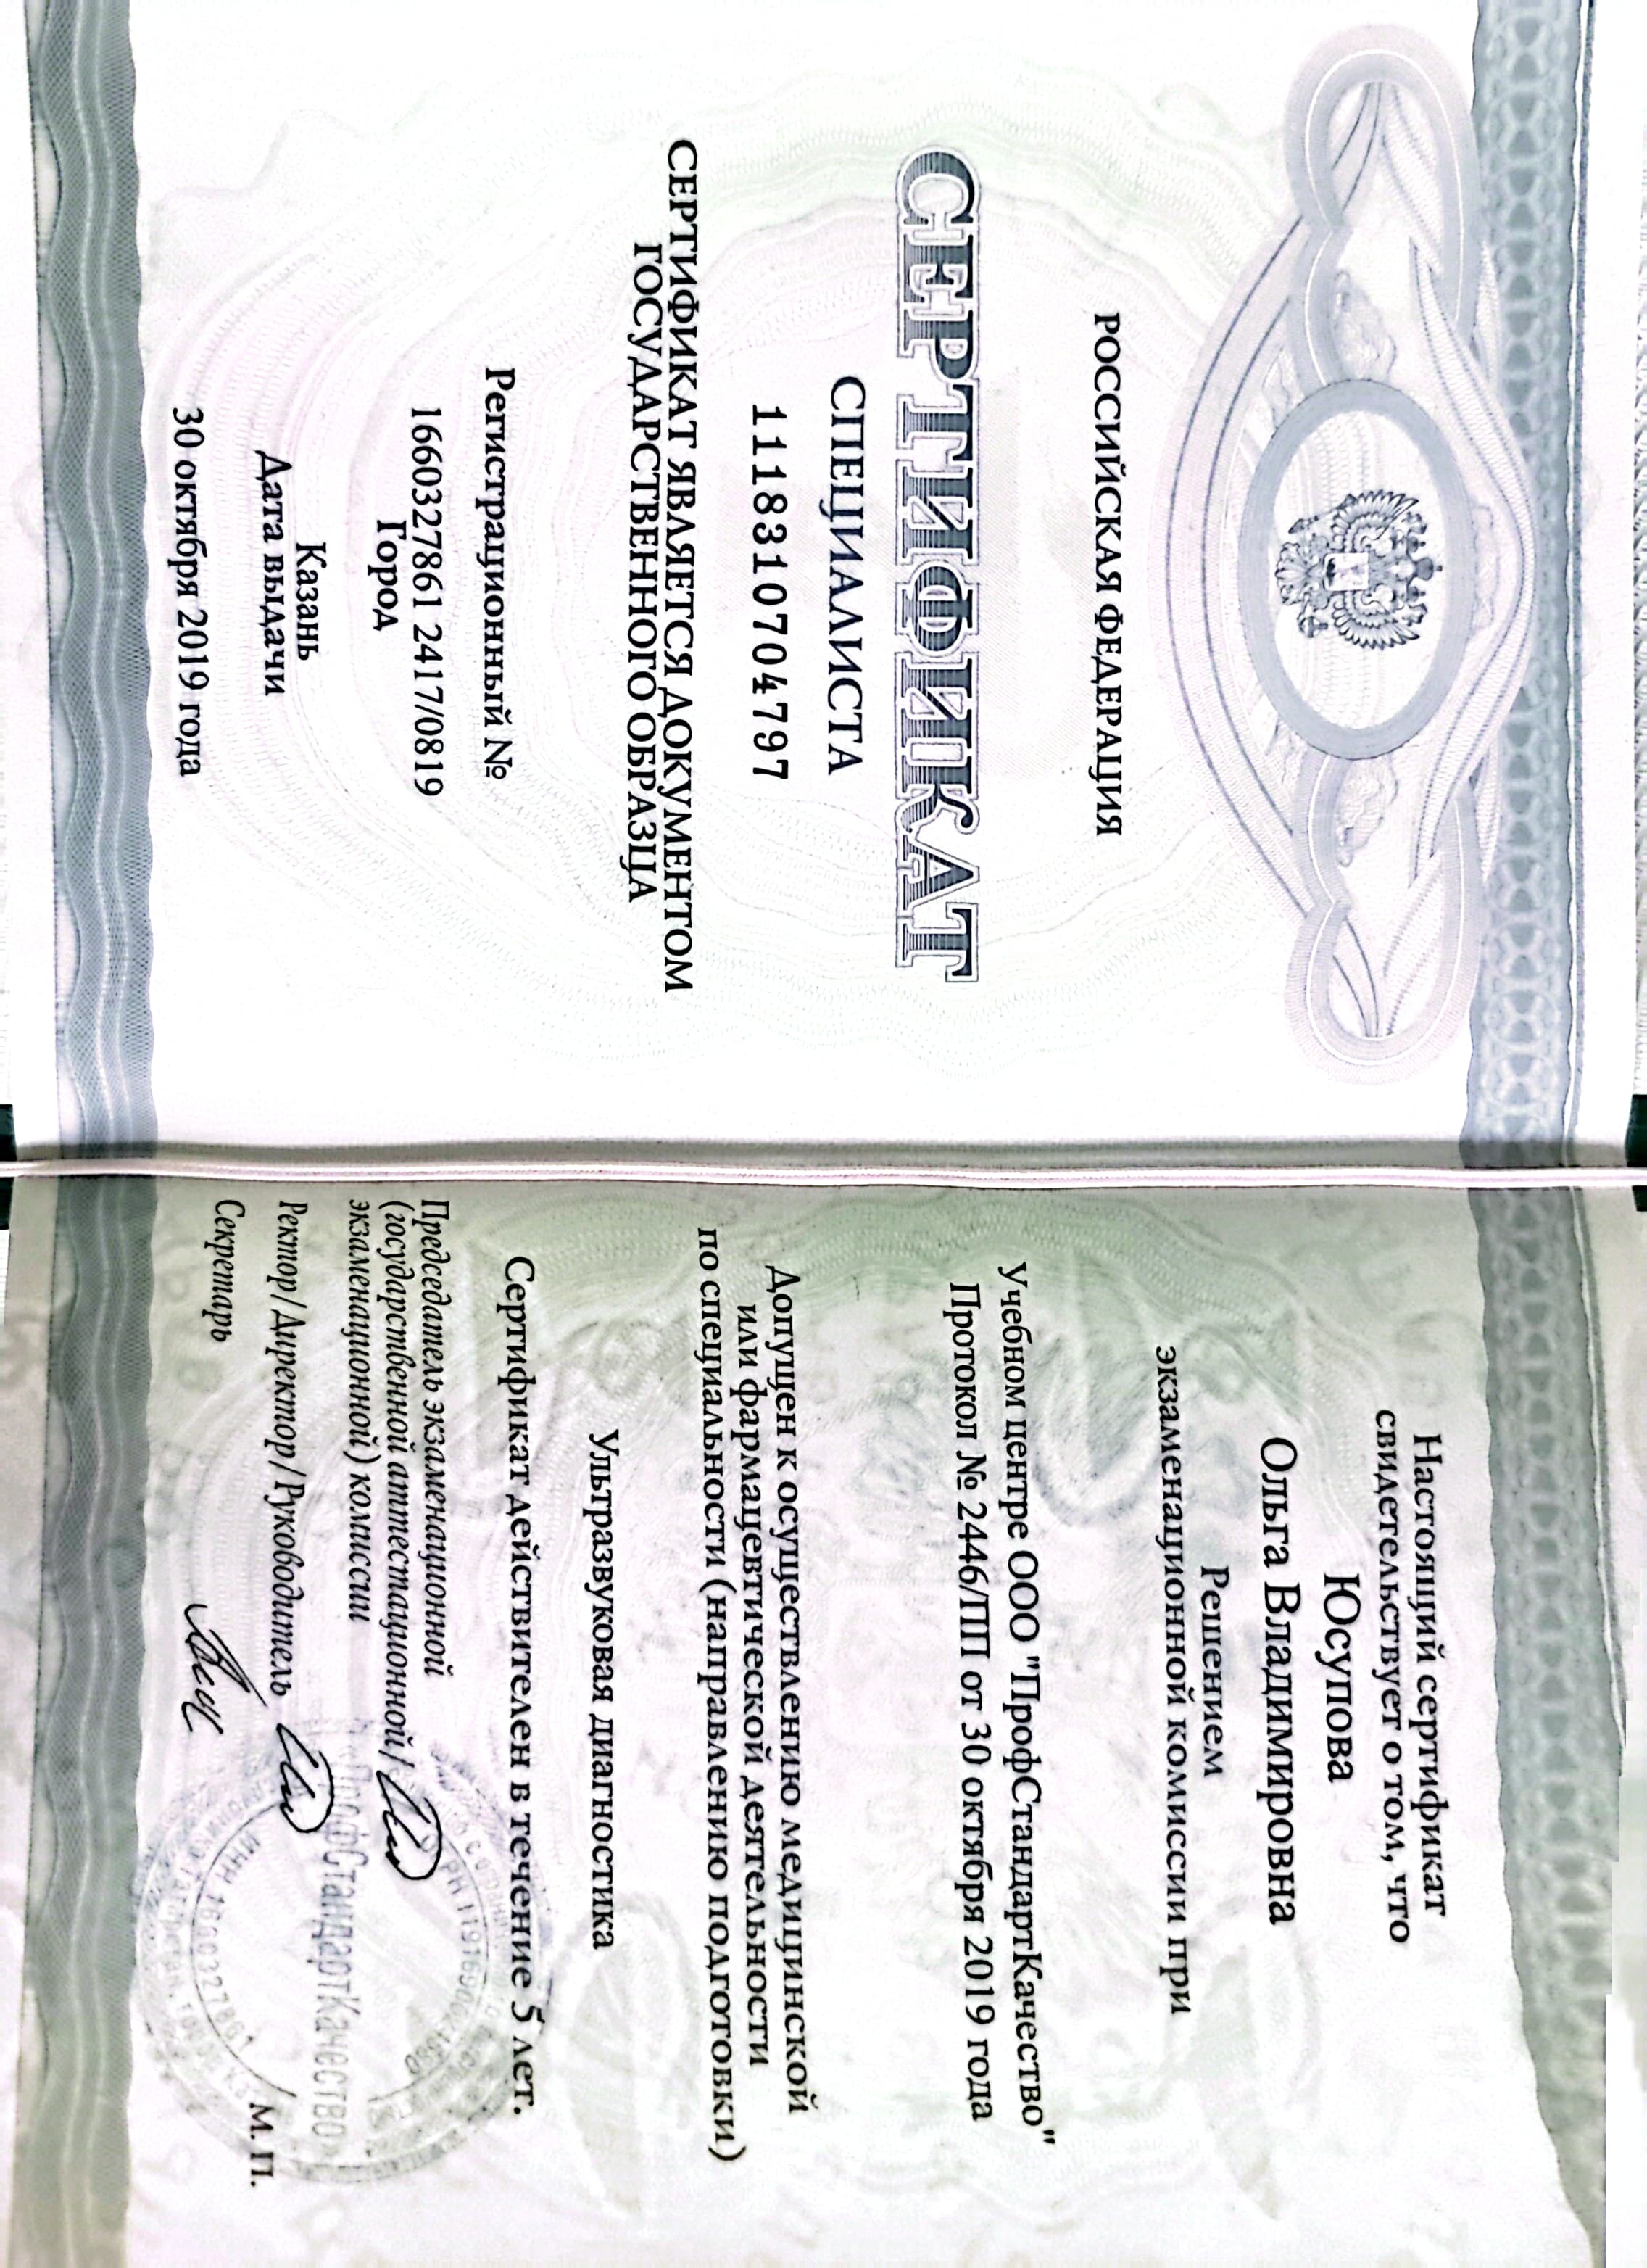 РОССИЙСКАЯ ФЕДЕРАЦИЯ
СЕРТИФИКАТ
СПЕЦИАЛИСТА
1118310704797
СЕРТИФИКАТ ЯВЛЯЕТСЯ ДОКУМЕНТОМ
ГОСУДАРСТВЕННОГО ОБРАЗЦА
Регистрационный №
1660327861 2417/0819
Город
Казань
Дата выдачи
30 октября 2019 года
Настоящий сертификат
свидетельствует о том, что
Юсупова
Ольга Владимировна
Решением
экзаменационной комиссии при
Учебном центре ООО "ПрофСтандартКачество"
Протокол № 2446/ПП от 30 октября 2019 года
Допущен к осуществлению медицинской
или фармацевтической деятельности
по специальности (направлению подготовки)
Ультразвуковая диагностика
Сертификат действителен в течение 5 лет.
Председатель экзаменационной
(государственной аттестационной/
экзаменационной) комиссии
Ректор/Директор/Руководитель
Секретарь
М. П.
ПрофСтандартКачество
ИНН 1660327861